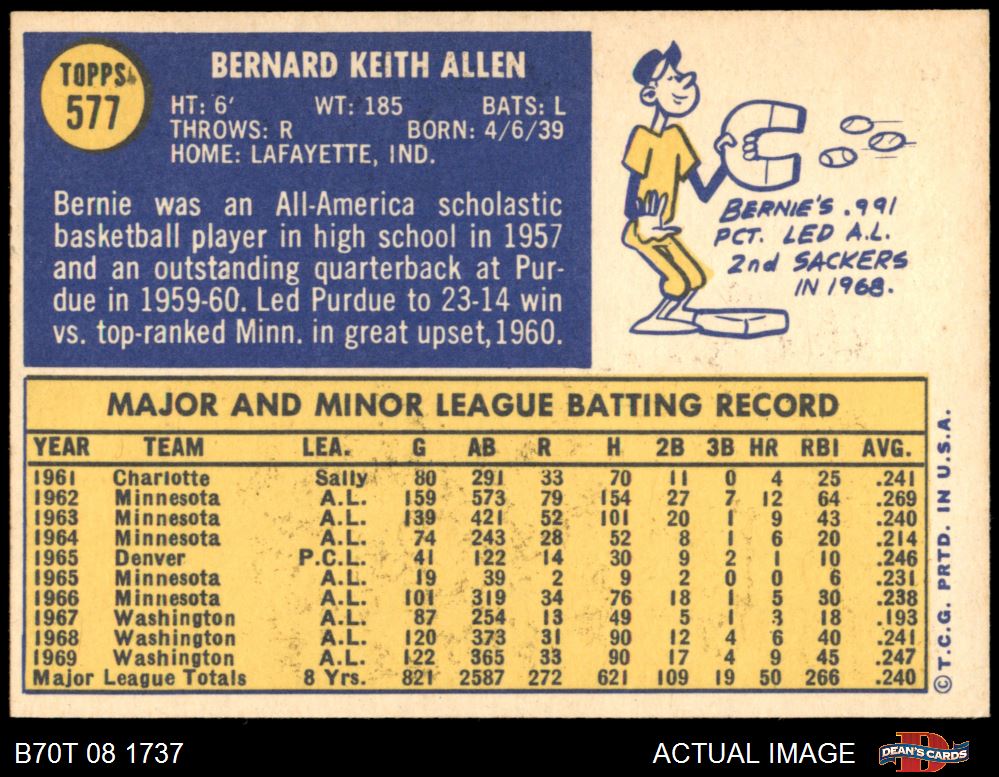 TOPPS
577
BERNARD KEITH ALLEN
HT: 6' WT: 185 BATS: L
THROWS: R BORN: 4/6/39
HOME: LAFAYETTE, IND.
Bernie was an All-America scholastic
basketball player in high school in 1957
and an outstanding quarterback at Pur-
due in 1959-60. Led Purdue to 23-14 win
vs. top-ranked Minn. in great upset, 1960.
BERNIE'S .991
PCT. LED A.L.
2nd SACKERS
IN 1968.
MAJOR AND MINOR LEAGUE BATTING RECORD
YEAR TEAM LEA. G AB R H 2B 3B HR RBI AVG.
1961 Charlotte Sally 80 291 33 70 11 0 4 25 .241
1962 Minnesota A.L. 159 573 79 154 27 7 12 64 .269
1963 Minnesota A.L. 139 421 52 101 20 1 9 43 .240
1964 Minnesota A.L. 74 243 28 52 8 1 6 20 .214
1965 Denver P.C.L. 41 122 14 30 9 2 1 10 .246
1965 Minnesota A.L. 19 39 2 9 2 0 0 6 .231
1966 Minnesota A.L. 101 319 34 76 18 1 5 30 .238
1967 Washington A.L. 87 254 13 49 5 1 3 18 .193
1968 Washington A.L. 120 373 31 90 12 4 6 40 .241
1969 Washington A.L. 122 365 33 90 17 4 9 45 .247
Major League Totals 8 Yrs. 821 2587 272 621 109 19 50 266 .240
© T.C.G. PRTD. IN U.S.A.
B70T 08 1737 ACTUAL IMAGE
DEAN'S CARDS